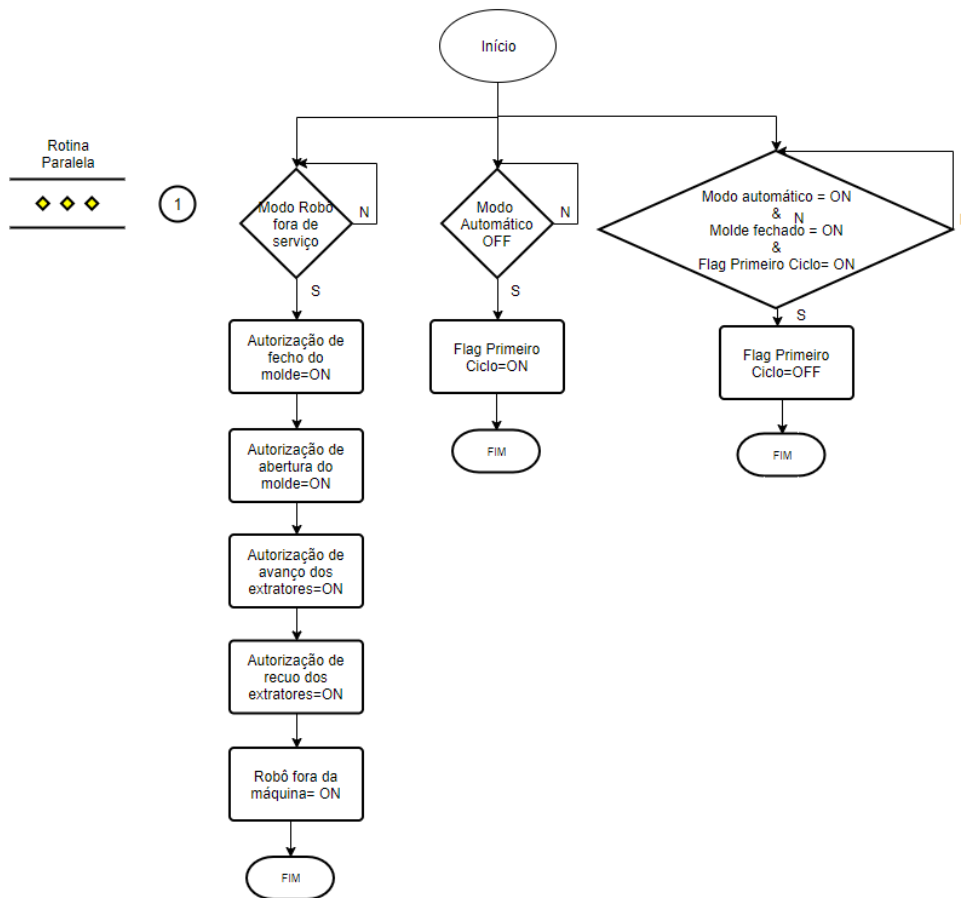 Início
Rotina
Paralela
1
Modo Robô
fora de
serviço
N
S
Autorização de
fecho do
molde=ON
Autorização de
abertura do
molde=ON
Autorização de
avanço dos
extratores=ON
Autorização de
recuo dos
extratores=ON
Robô fora da
máquina= ON
FIM
Modo
Automático
OFF
N
S
Flag Primeiro
Ciclo=ON
FIM
Modo automático = ON
&
N
Molde fechado = ON
&
Flag Primeiro Ciclo= ON
S
Flag Primeiro
Ciclo=OFF
FIM